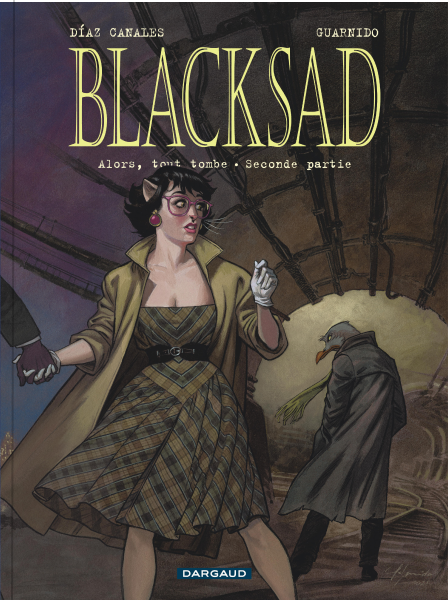 DÍAZ CANALES GUARNIDO
BLACKSAD
Alors, tout tombe • Seconde partie
DARGAUD